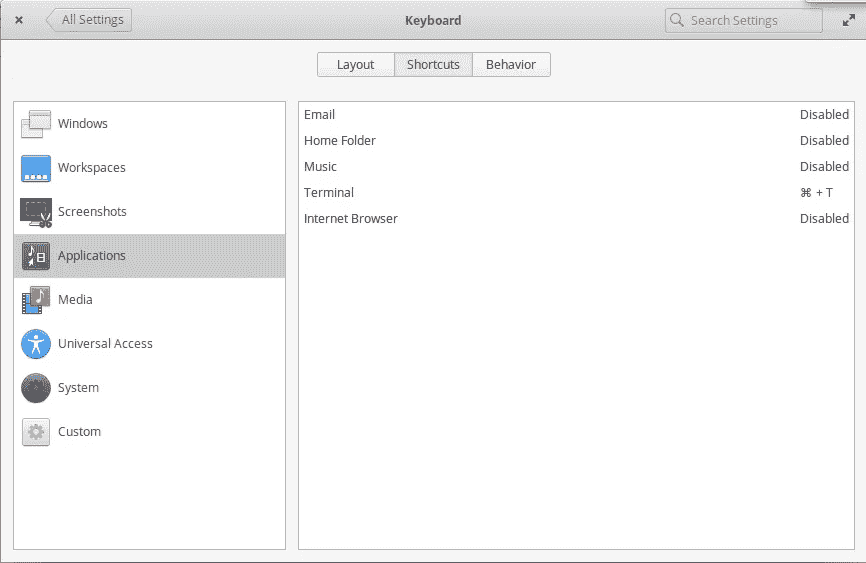 All Settings
Keyboard
Search Settings
Layout
Shortcuts
Behavior
Windows
Workspaces
Screenshots
Applications
Media
Universal Access
System
Custom
Email Disabled
Home Folder Disabled
Music Disabled
Terminal ⌘ + T
Internet Browser Disabled